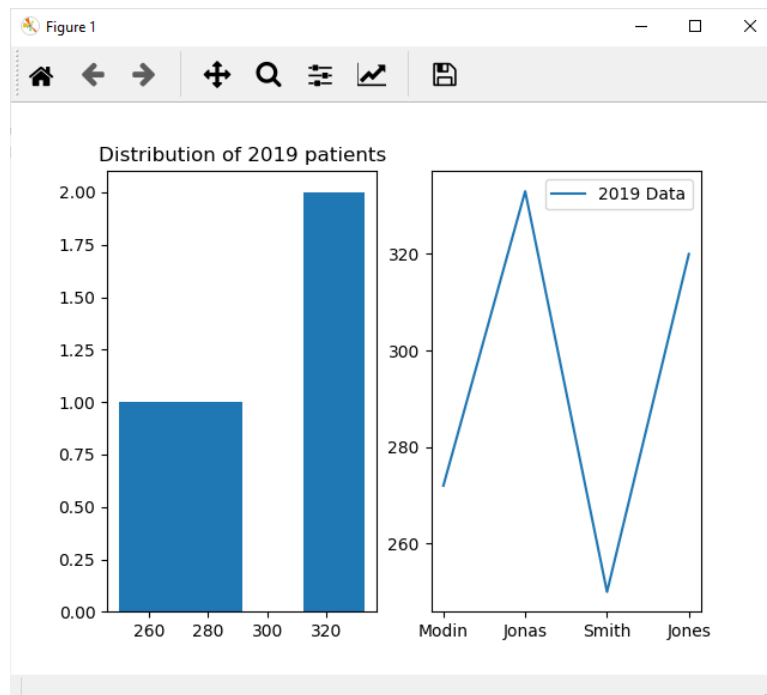 Figure 1
Distribution of 2019 patients
2.00
1.75
1.50
1.25
1.00
0.75
0.50
0.25
0.00
260 280 300 320
2019 Data
320
300
280
260
Modin Jonas Smith Jones